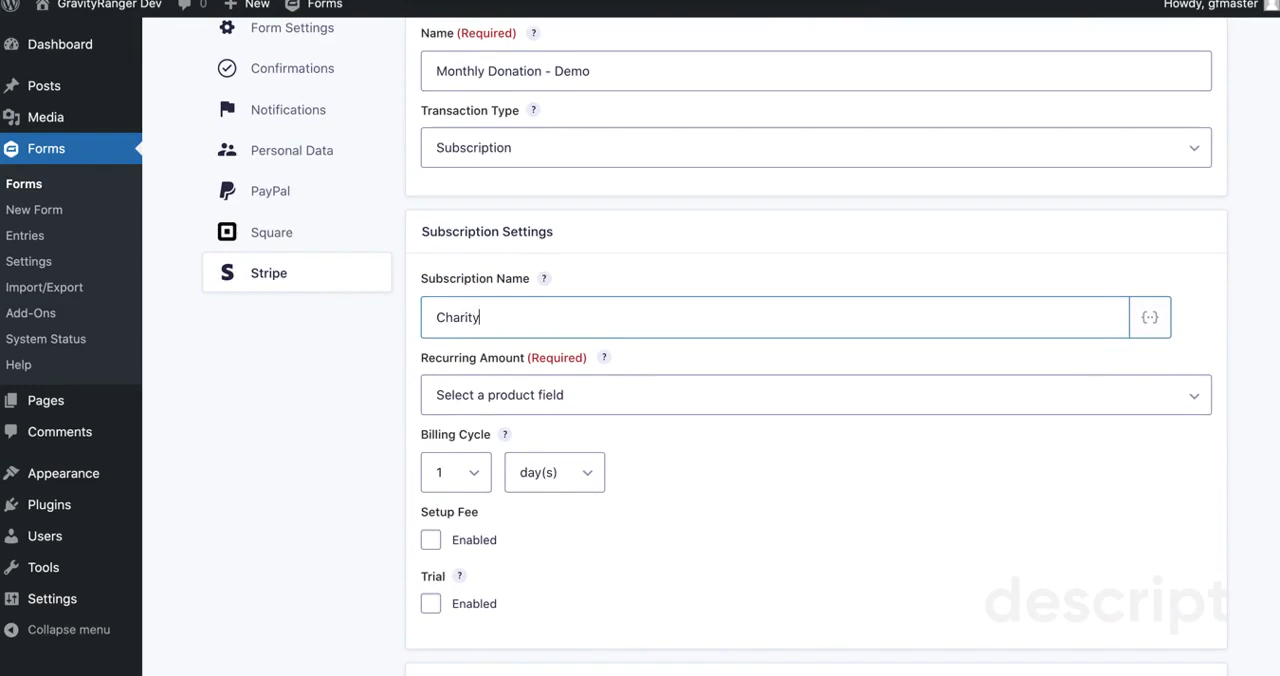 GravityRanger Dev
0
New
Forms
Howdy, gfmaster
Dashboard
Posts
Media
Forms
Forms
New Form
Entries
Settings
Import/Export
Add-Ons
System Status
Help
Pages
Comments
Appearance
Plugins
Users
Tools
Settings
Collapse menu
Form Settings
Confirmations
Notifications
Personal Data
PayPal
Square
Stripe
Name (Required) ?
Monthly Donation - Demo
Transaction Type ?
Subscription
Subscription Settings
Subscription Name ?
Charity
Recurring Amount (Required) ?
Select a product field
Billing Cycle ?
1 day(s)
Setup Fee
Enabled
Trial ?
Enabled
descript